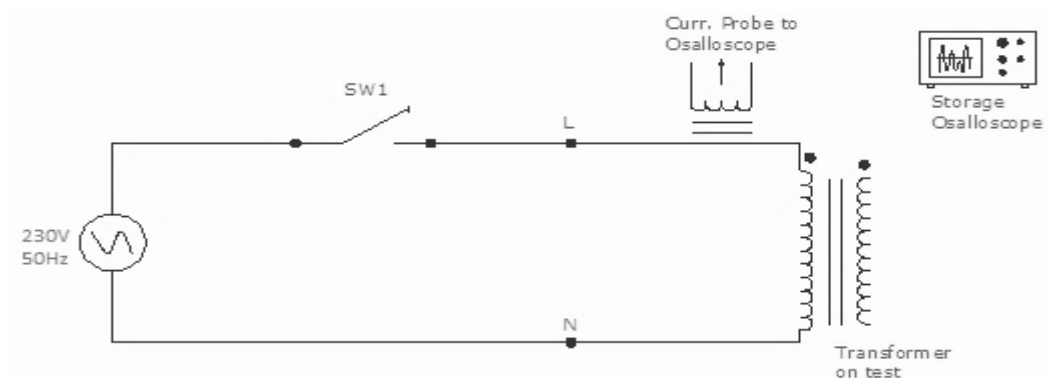 Curr. Probe to
Osalloscope
SW1
L
Storage
Osalloscope
230V
50Hz
N
Transformer
on test